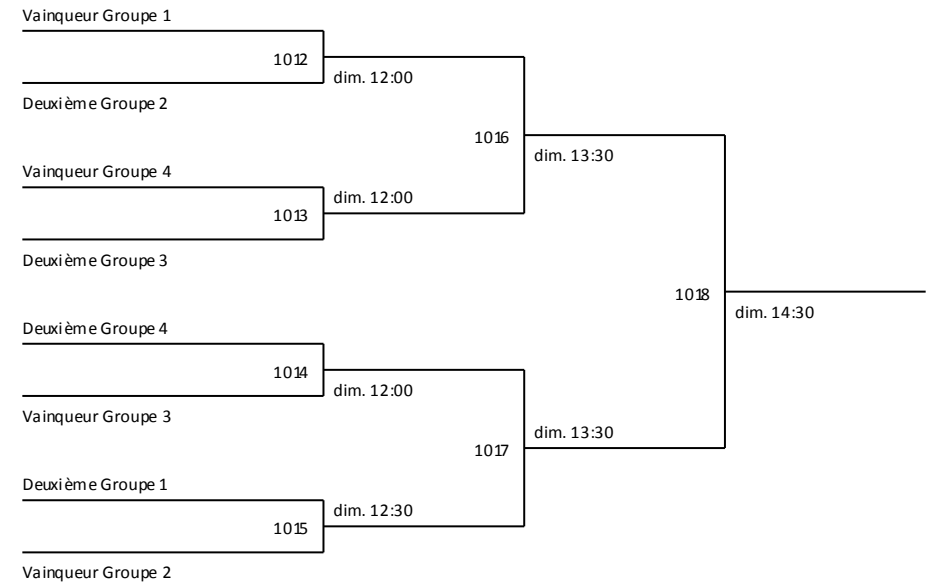 Vainqueur Groupe 1
1012
dim. 12:00
Deuxième Groupe 2
1016
dim. 13:30
Vainqueur Groupe 4
dim. 12:00
1013
Deuxième Groupe 3
1018
dim. 14:30
Deuxième Groupe 4
1014
dim. 12:00
Vainqueur Groupe 3
dim. 13:30
1017
Deuxième Groupe 1
dim. 12:30
1015
Vainqueur Groupe 2